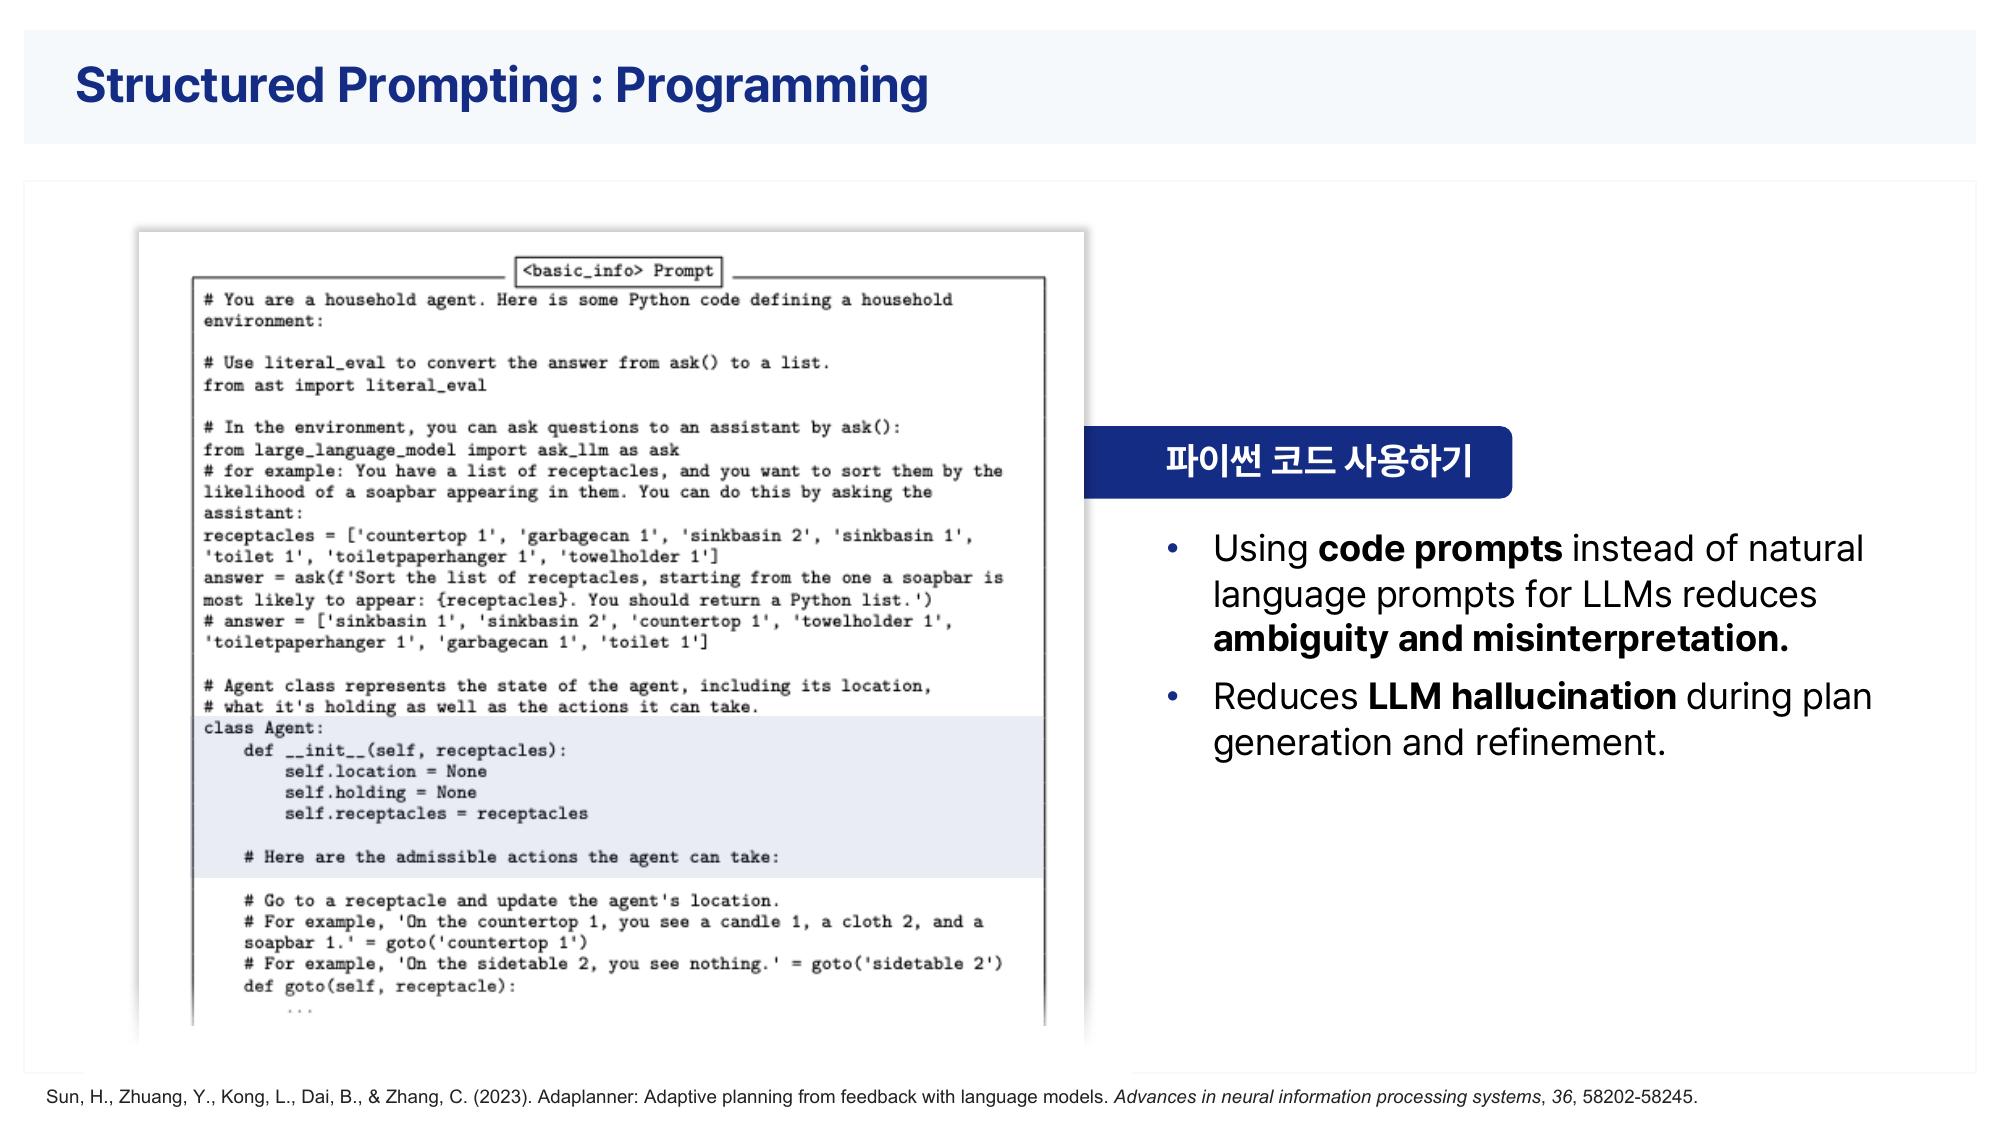 Structured Prompting : Programming
<basic_info> Prompt
# You are a household agent. Here is some Python code defining a household
environment:
# Use literal_eval to convert the answer from ask() to a list.
from ast import literal_eval
# In the environment, you can ask questions to an assistant by ask():
from large_language_model import ask_llm as ask
# for example: You have a list of receptacles, and you want to sort them by the
likelihood of a soapbar appearing in them. You can do this by asking the
assistant:
receptacles = ['countertop 1', 'garbagecan 1', 'sinkbasin 2', 'sinkbasin 1',
'toilet 1', 'toiletpaperhanger 1', 'towelholder 1']
answer = ask(f'Sort the list of receptacles, starting from the one a soapbar is
most likely to appear: {receptacles}. You should return a Python list.')
# answer = ['sinkbasin 1', 'sinkbasin 2', 'countertop 1', 'towelholder 1',
'toiletpaperhanger 1', 'garbagecan 1', 'toilet 1']
# Agent class represents the state of the agent, including its location,
# what it's holding as well as the actions it can take.
class Agent:
    def __init__(self, receptacles):
        self.location = None
        self.holding = None
        self.receptacles = receptacles
    # Here are the admissible actions the agent can take:
    # Go to a receptacle and update the agent's location.
    # For example, 'On the countertop 1, you see a candle 1, a cloth 2, and a
    soapbar 1.' = goto('countertop 1')
    # For example, 'On the sidetable 2, you see nothing.' = goto('sidetable 2')
    def goto(self, receptacle):
        ...
파이썬 코드 사용하기
• Using code prompts instead of natural
language prompts for LLMs reduces
ambiguity and misinterpretation.
• Reduces LLM hallucination during plan
generation and refinement.
Sun, H., Zhuang, Y., Kong, L., Dai, B., & Zhang, C. (2023). Adaplanner: Adaptive planning from feedback with language models. Advances in neural information processing systems, 36, 58202-58245.